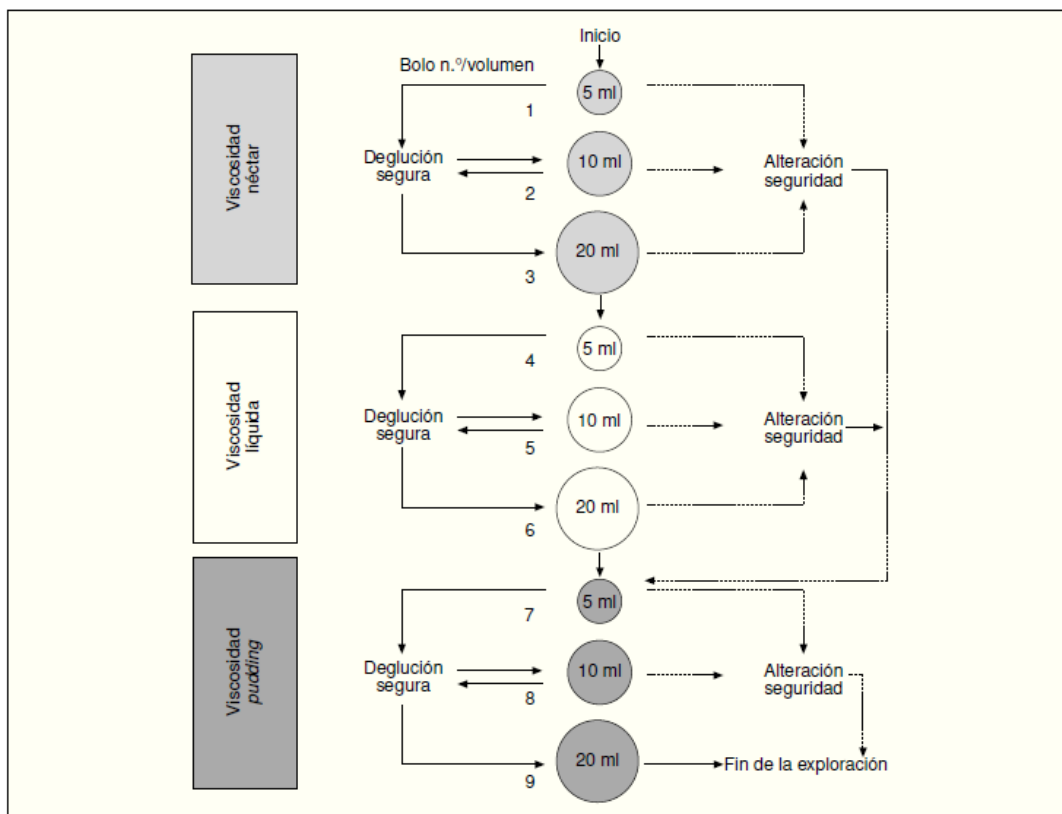 Inicio
Bolo n.º/volumen
Viscosidad
néctar
1
5 ml
Deglución
segura
2
10 ml
Alteración
seguridad
3
20 ml
Viscosidad
líquida
4
5 ml
Deglución
segura
5
10 ml
Alteración
seguridad
6
20 ml
Viscosidad
pudding
7
5 ml
Deglución
segura
8
10 ml
Alteración
seguridad
9
20 ml
Fin de la exploración